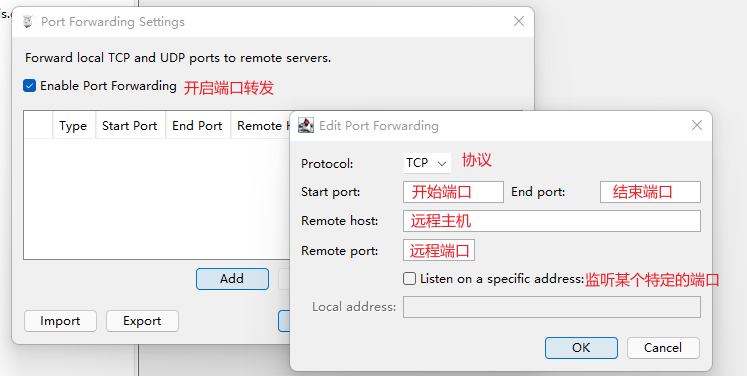 is.
Port Forwarding Settings
Forward local TCP and UDP ports to remote servers.
Enable Port Forwarding 开启端口转发
Type Start Port End Port Remote H
Add
Import Export
Edit Port Forwarding
Protocol: TCP 协议
Start port: 开始端口 End port: 结束端口
Remote host: 远程主机
Remote port: 远程端口
Listen on a specific address:监听某个特定的端口
Local address:
OK Cancel